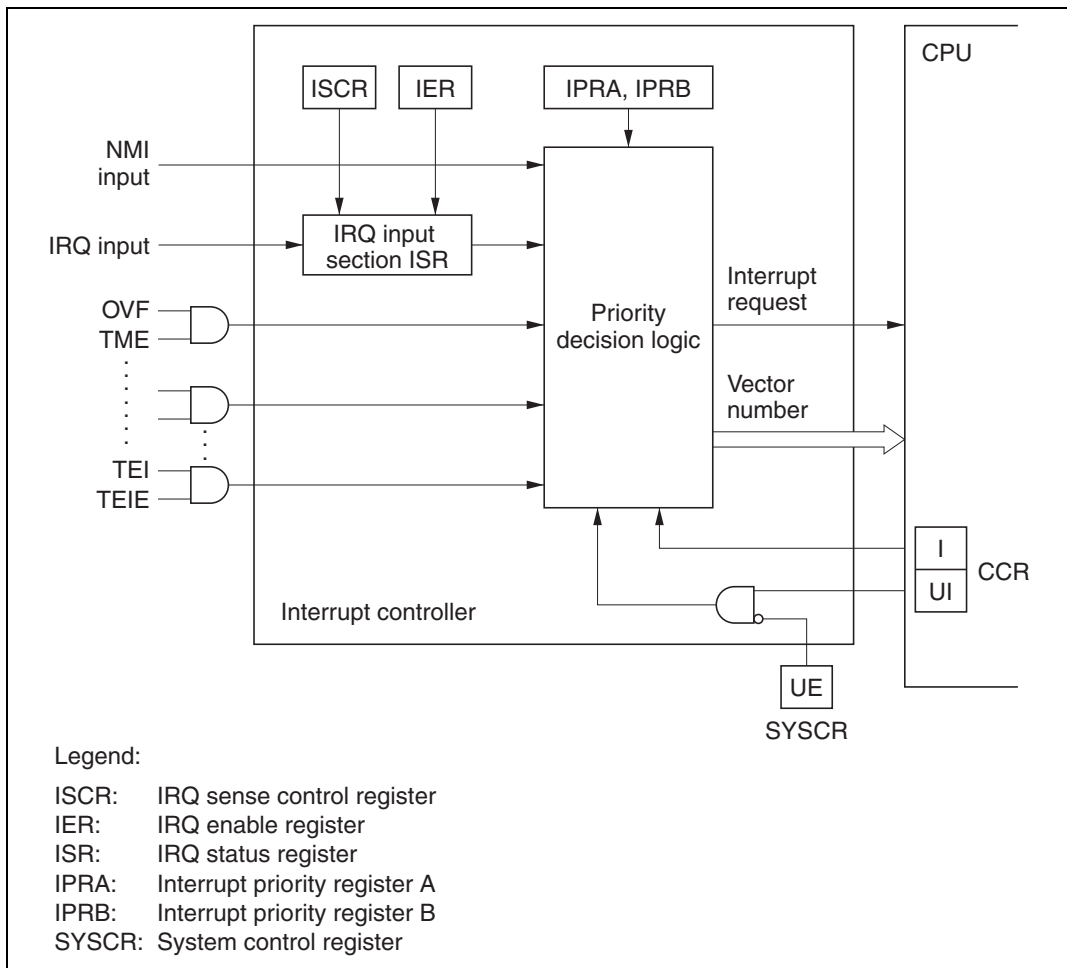 CPU
ISCR
IER
IPRA, IPRB
NMI
input
IRQ input
IRQ input
section ISR
OVF
TME
Priority
decision logic
Interrupt
request
Vector
number
TEI
TEIE
I
UI
CCR
Interrupt controller
UE
SYSCR
Legend:
ISCR: IRQ sense control register
IER: IRQ enable register
ISR: IRQ status register
IPRA: Interrupt priority register A
IPRB: Interrupt priority register B
SYSCR: System control register